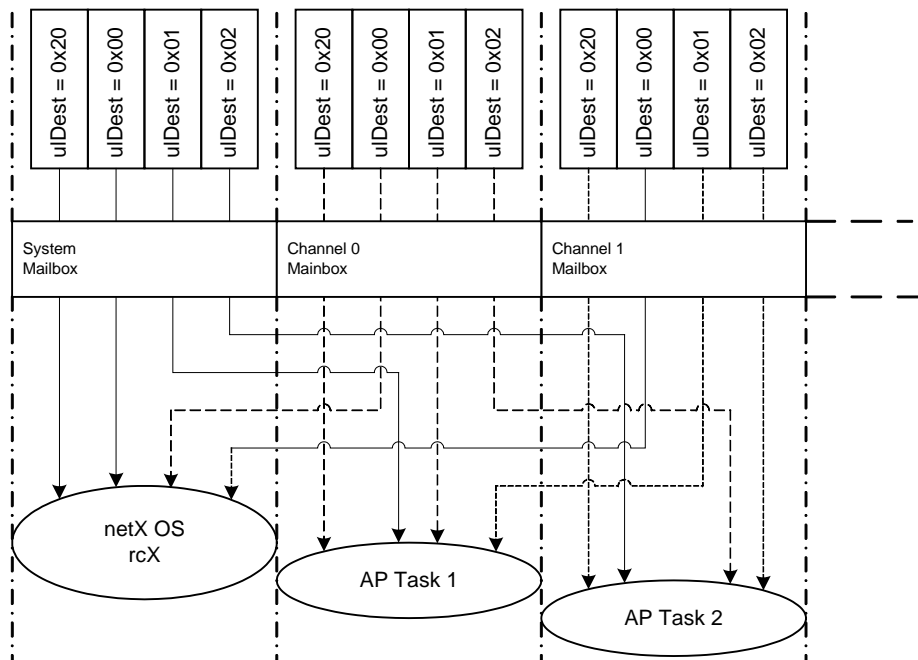 ulDest = 0x20
ulDest = 0x00
ulDest = 0x01
ulDest = 0x02
ulDest = 0x20
ulDest = 0x00
ulDest = 0x01
ulDest = 0x02
ulDest = 0x20
ulDest = 0x00
ulDest = 0x01
ulDest = 0x02
System
Mailbox
Channel 0
Mainbox
Channel 1
Mailbox
netX OS
rcX
AP Task 1
AP Task 2